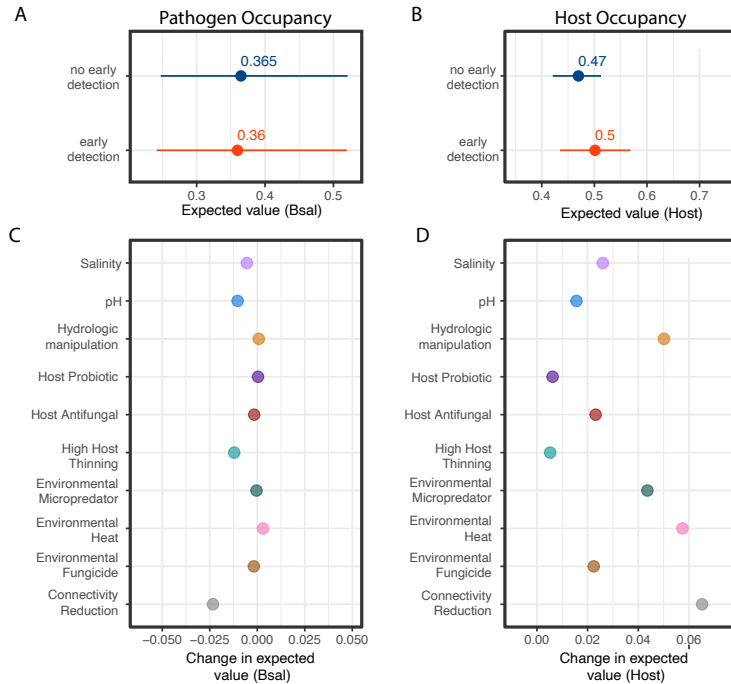 A
Pathogen Occupancy
no early
detection
0.365
early
detection
0.36
0.3
0.4
0.5
Expected value (Bsal)
B
Host Occupancy
no early
detection
0.47
early
detection
0.5
0.4
0.5
0.6
0.7
Expected value (Host)
C
Salinity
pH
Hydrologic
manipulation
Host Probiotic
Host Antifungal
High Host
Thinning
Environmental
Micropredator
Environmental
Heat
Environmental
Fungicide
Connectivity
Reduction
−0.050
−0.025
0.000
0.025
0.050
Change in expected
value (Bsal)
D
Salinity
pH
Hydrologic
manipulation
Host Probiotic
Host Antifungal
High Host
Thinning
Environmental
Micropredator
Environmental
Heat
Environmental
Fungicide
Connectivity
Reduction
0.00
0.02
0.04
0.06
Change in expected
value (Host)